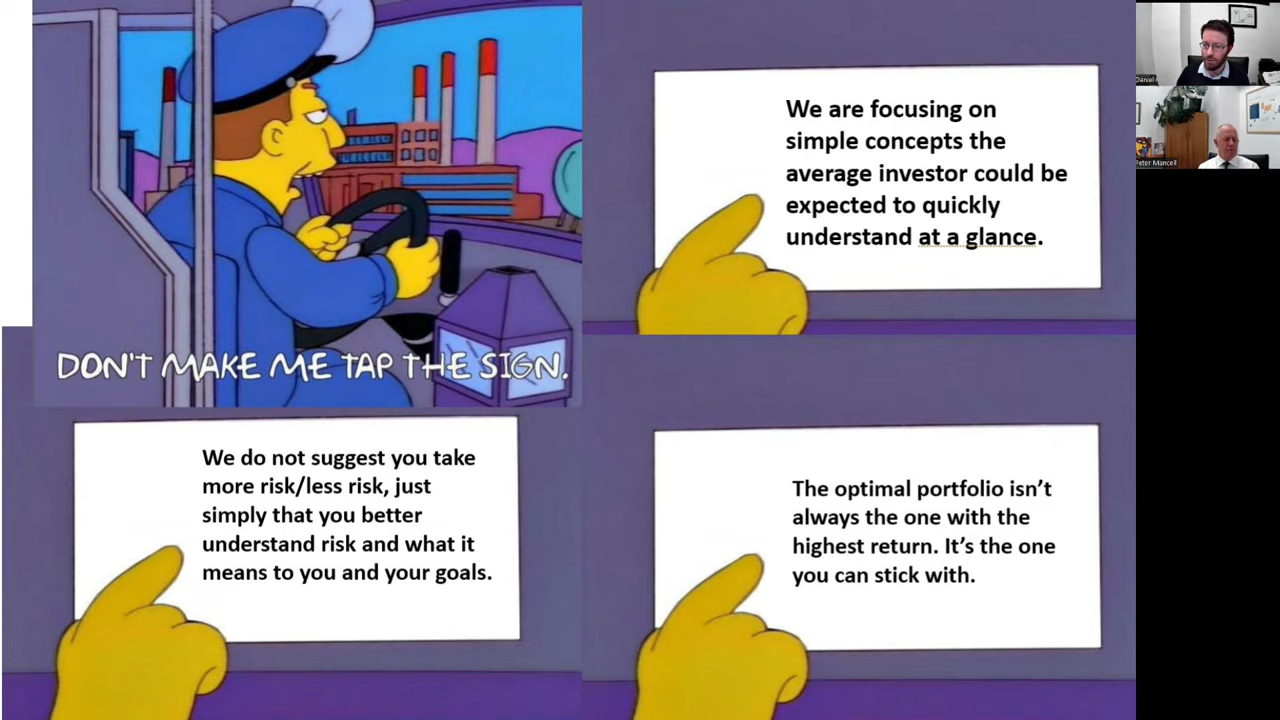 DON'T MAKE ME TAP THE SIGN.
We are focusing on
simple concepts the
average investor could be
expected to quickly
understand at a glance.
We do not suggest you take
more risk/less risk, just
simply that you better
understand risk and what it
means to you and your goals.
The optimal portfolio isn't
always the one with the
highest return. It's the one
you can stick with.
Daniel
Peter Mancell